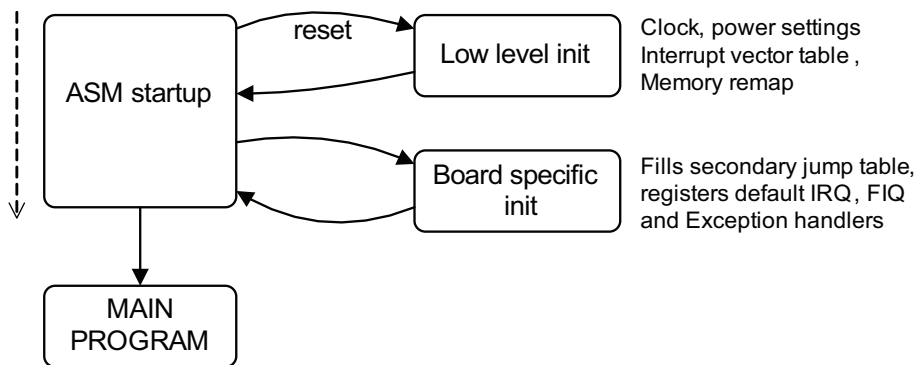 reset
ASM startup
Low level init
Clock, power settings
Interrupt vector table ,
Memory remap
Board specific
init
Fills secondary jump table,
registers default IRQ, FIQ
and Exception handlers
MAIN
PROGRAM